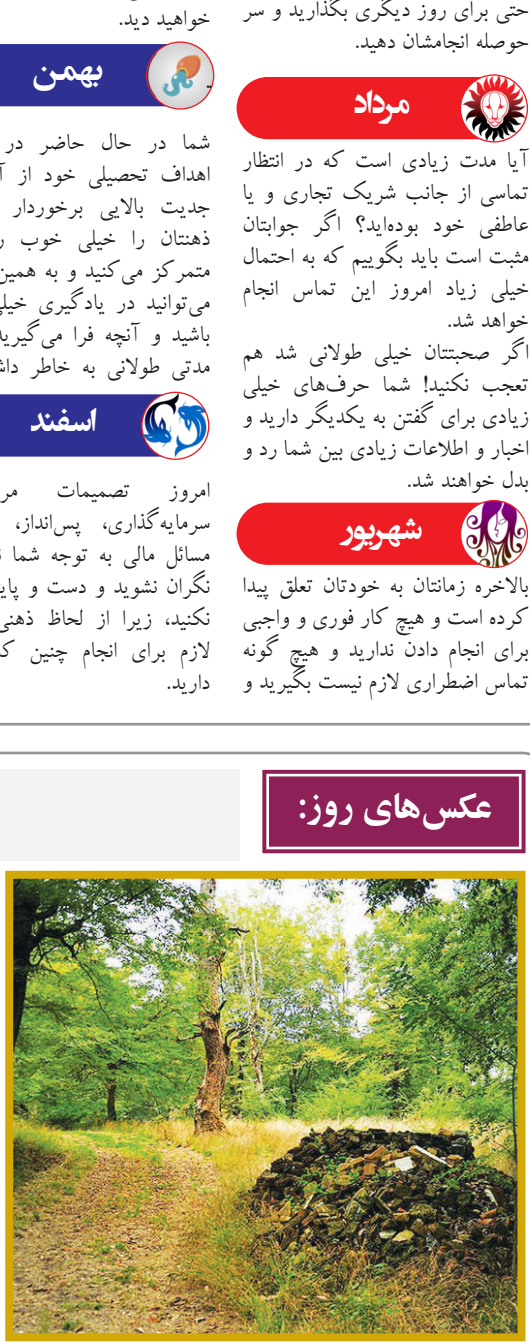 حتی برای روز دیگری بگذارید و سر
حوصله انجامشان دهید.
مرداد
آیا مدت زیادی است که در انتظار
تماسی از جانب شریک تجاری و یا
عاطفی خود بوده‌اید؟ اگر جوابتان
مثبت است باید بگوییم که به احتمال
خیلی زیاد امروز این تماس انجام
خواهد شد.
اگر صحبتتان خیلی طولانی شد هم
تعجب نکنید! شما حرف‌های خیلی
زیادی برای گفتن به یکدیگر دارید و
اخبار و اطلاعات زیادی بین شما رد و
بدل خواهند شد.
شهریور
بالاخره زمانتان به خودتان تعلق پیدا
کرده است و هیچ کار فوری و واجبی
برای انجام دادن ندارید و هیچ گونه
تماس اضطراری لازم نیست بگیرید و
خواهید دید.
بهمن
شما در حال حاضر در
اهداف تحصیلی خود از
جدیت بالایی برخوردار
ذهنتان را خیلی خوب
متمرکز می‌کنید و به همین
می‌توانید در یادگیری
باشید و آنچه فرا می‌گیرید
مدتی طولانی به خاطر
اسفند
امروز تصمیمات
سرمایه‌گذاری، پس‌انداز،
مسائل مالی به توجه شما
نگران نشوید و دست و
نکنید، زیرا از لحاظ ذهنی
لازم برای انجام چنین
دارید.
عکس‌های روز: